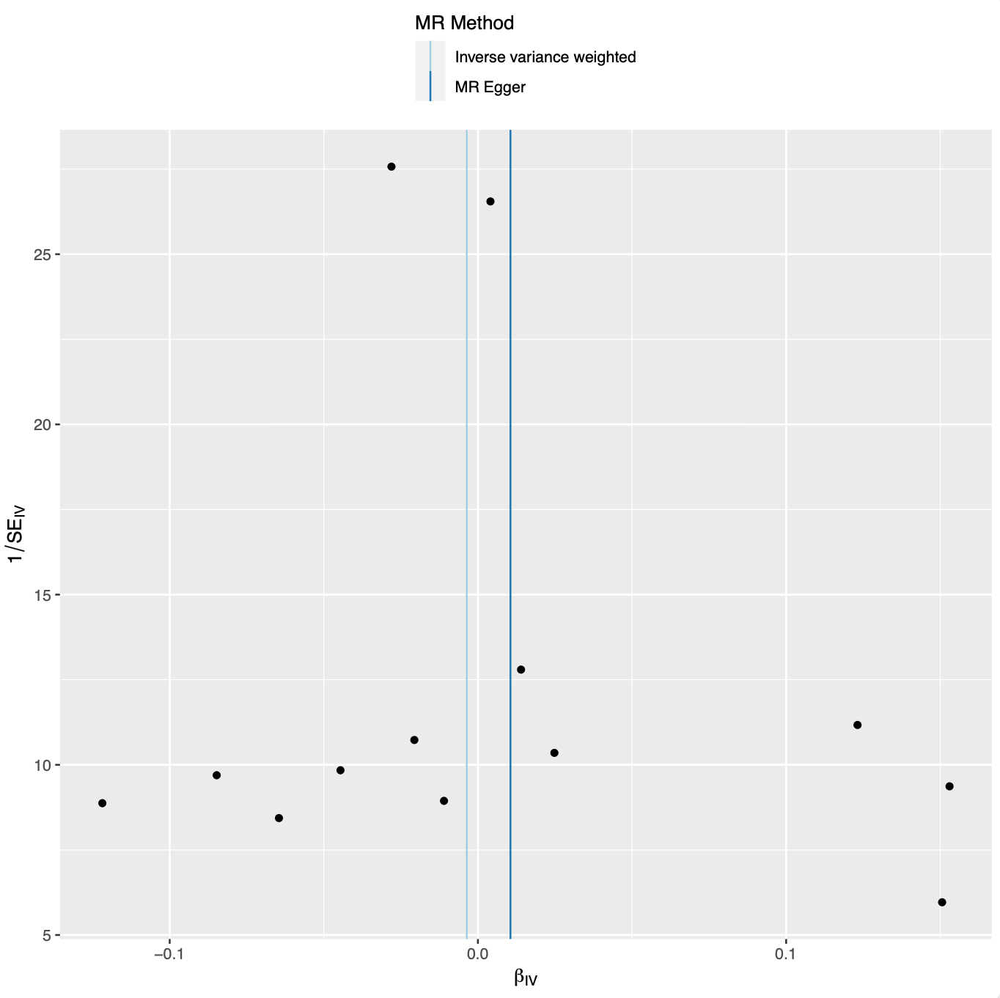 MR Method
Inverse variance weighted
MR Egger
25
20
15
10
5
1/SE_IV
−0.1
0.0
0.1
β_IV